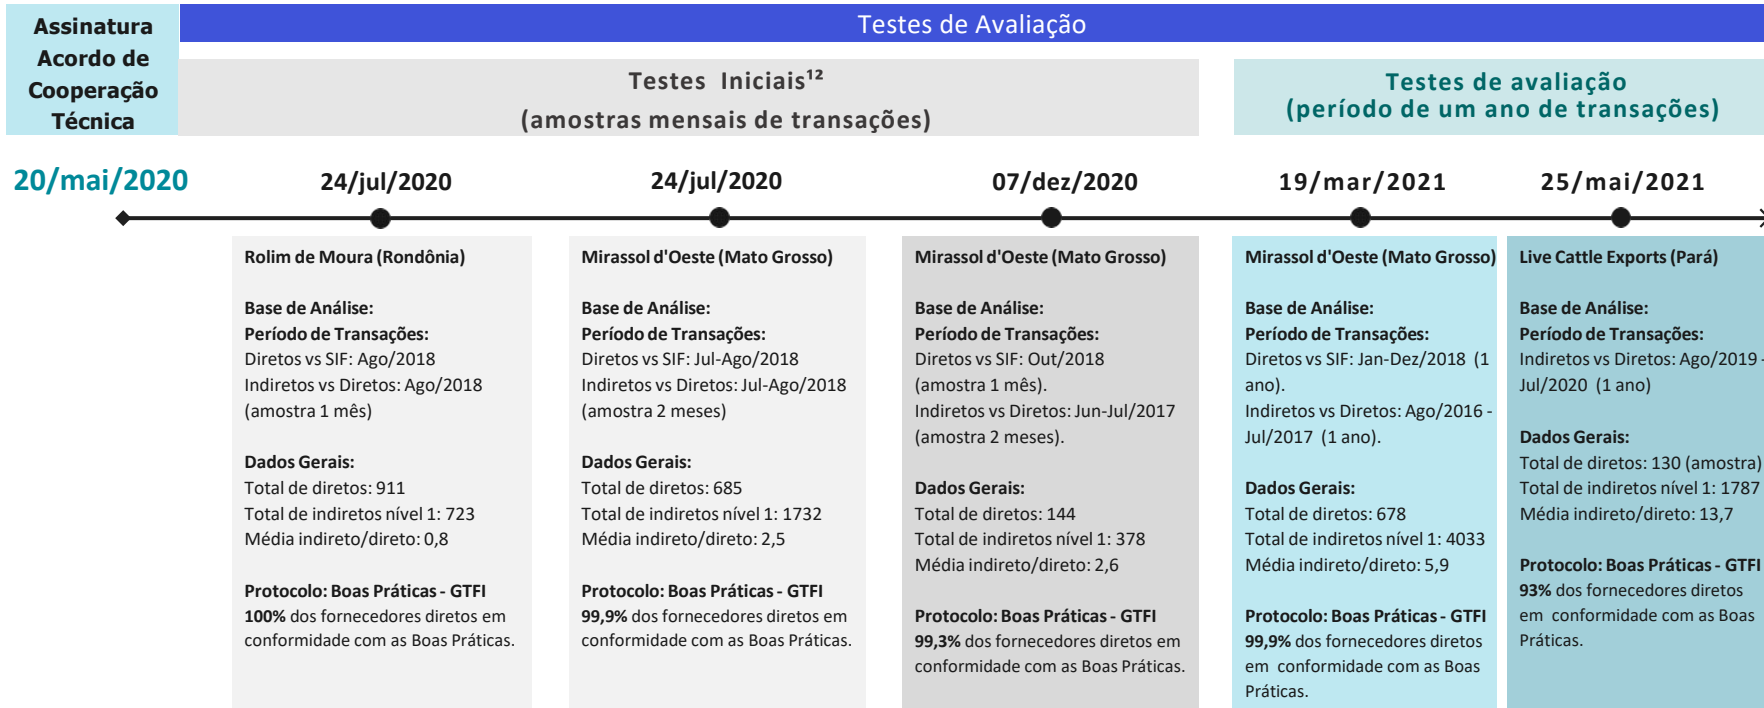 Assinatura
Acordo de
Cooperação
Técnica
Testes de Avaliação
Testes Iniciais¹²
(amostras mensais de transações)
Testes de avaliação
(período de um ano de transações)
20/mai/2020
24/jul/2020
24/jul/2020
07/dez/2020
19/mar/2021
25/mai/2021
Rolim de Moura (Rondônia)
Base de Análise:
Período de Transações:
Diretos vs SIF: Ago/2018
Indiretos vs Diretos: Ago/2018
(amostra 1 mês)
Dados Gerais:
Total de diretos: 911
Total de indiretos nível 1: 723
Média indireto/direto: 0,8
Protocolo: Boas Práticas - GTFI
100% dos fornecedores diretos em
conformidade com as Boas Práticas.
Mirassol d'Oeste (Mato Grosso)
Base de Análise:
Período de Transações:
Diretos vs SIF: Jul-Ago/2018
Indiretos vs Diretos: Jul-Ago/2018
(amostra 2 meses)
Dados Gerais:
Total de diretos: 685
Total de indiretos nível 1: 1732
Média indireto/direto: 2,5
Protocolo: Boas Práticas - GTFI
99,9% dos fornecedores diretos em
conformidade com as Boas Práticas.
Mirassol d'Oeste (Mato Grosso)
Base de Análise:
Período de Transações:
Diretos vs SIF: Out/2018
(amostra 1 mês).
Indiretos vs Diretos: Jun-Jul/2017
(amostra 2 meses).
Dados Gerais:
Total de diretos: 144
Total de indiretos nível 1: 378
Média indireto/direto: 2,6
Protocolo: Boas Práticas - GTFI
99,3% dos fornecedores diretos em
conformidade com as Boas Práticas.
Mirassol d'Oeste (Mato Grosso)
Base de Análise:
Período de Transações:
Diretos vs SIF: Jan-Dez/2018 (1
ano).
Indiretos vs Diretos: Ago/2016 -
Jul/2017 (1 ano).
Dados Gerais:
Total de diretos: 678
Total de indiretos nível 1: 4033
Média indireto/direto: 5,9
Protocolo: Boas Práticas - GTFI
99,9% dos fornecedores diretos
em conformidade com as Boas
Práticas.
Live Cattle Exports (Pará)
Base de Análise:
Período de Transações:
Indiretos vs Diretos: Ago/2019 -
Jul/2020 (1 ano)
Dados Gerais:
Total de diretos: 130 (amostra)
Total de indiretos nível 1: 1787
Média indireto/direto: 13,7
Protocolo: Boas Práticas - GTFI
93% dos fornecedores diretos
em conformidade com as Boas
Práticas.